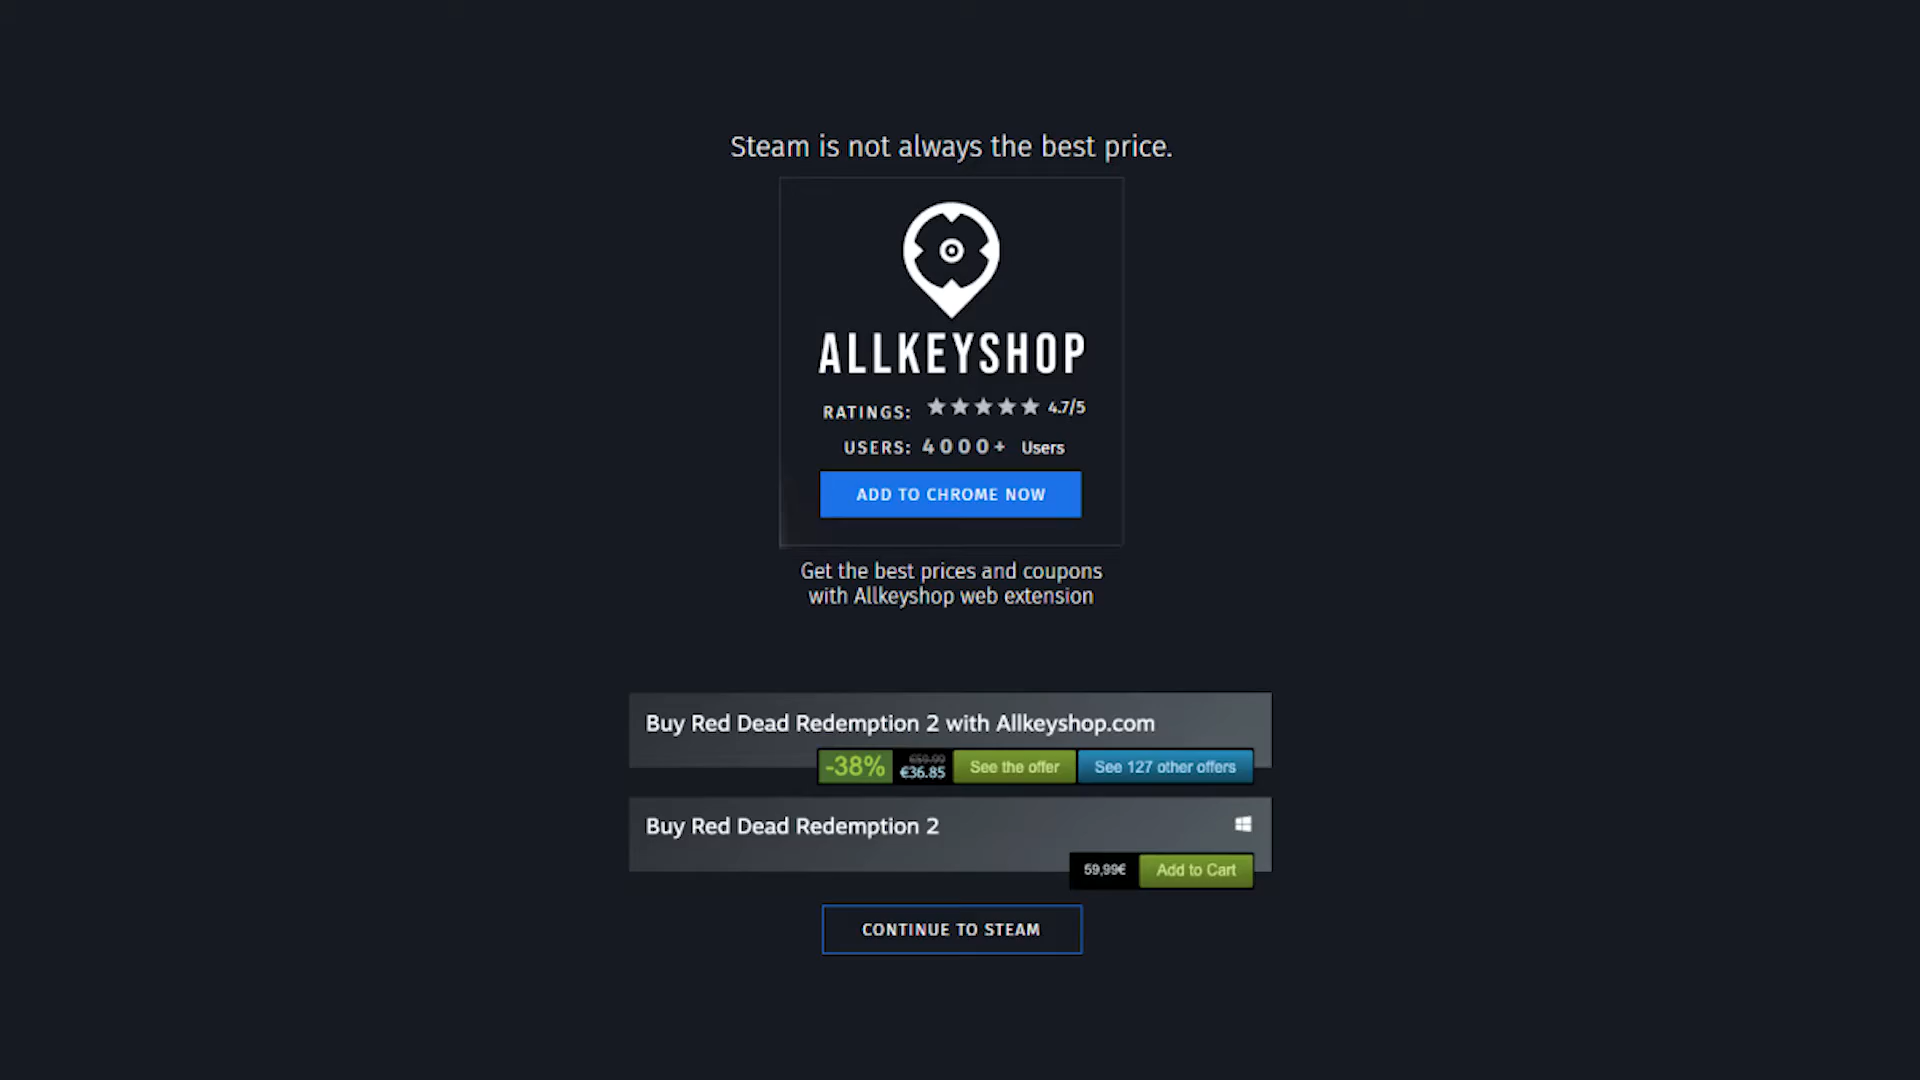 Steam is not always the best price.
ALLKEYSHOP
RATINGS: 4.7/5
USERS: 4000+ Users
ADD TO CHROME NOW
Get the best prices and coupons
with Allkeyshop web extension
Buy Red Dead Redemption 2 with Allkeyshop.com
-38% €59.99 €36.85 See the offer See 127 other offers
Buy Red Dead Redemption 2
59,99€ Add to Cart
CONTINUE TO STEAM